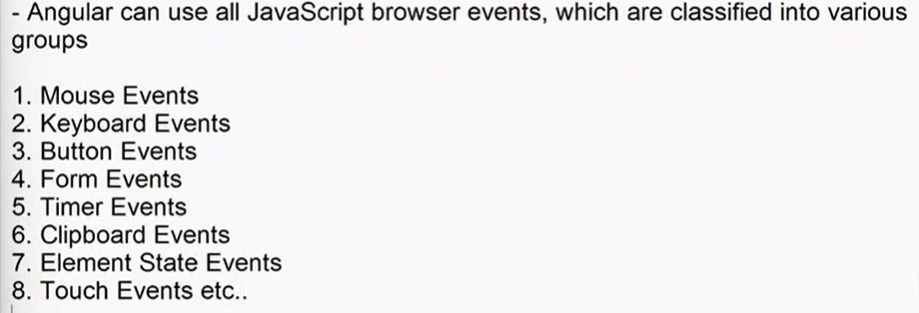 - Angular can use all JavaScript browser events, which are classified into various
groups
1. Mouse Events
2. Keyboard Events
3. Button Events
4. Form Events
5. Timer Events
6. Clipboard Events
7. Element State Events
8. Touch Events etc..